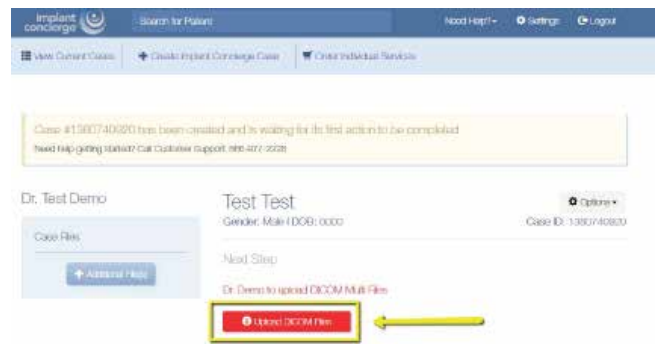 implant concierge
Search for Patient
Need Help?
Settings
Logout
View Current Cases
Create Implant Concierge Case
Order Individual Services
Case #1380740920 has been created and is waiting for its first action to be completed
Need help getting started? Call Customer Support
Dr. Test Demo
Test Test
Options
Gender: Male | DOB: 0000
Case ID: 1380740920
Case Files
Additional Files
Next Step
Dr. Demo to upload DICOM Multi Files
Upload DICOM Files